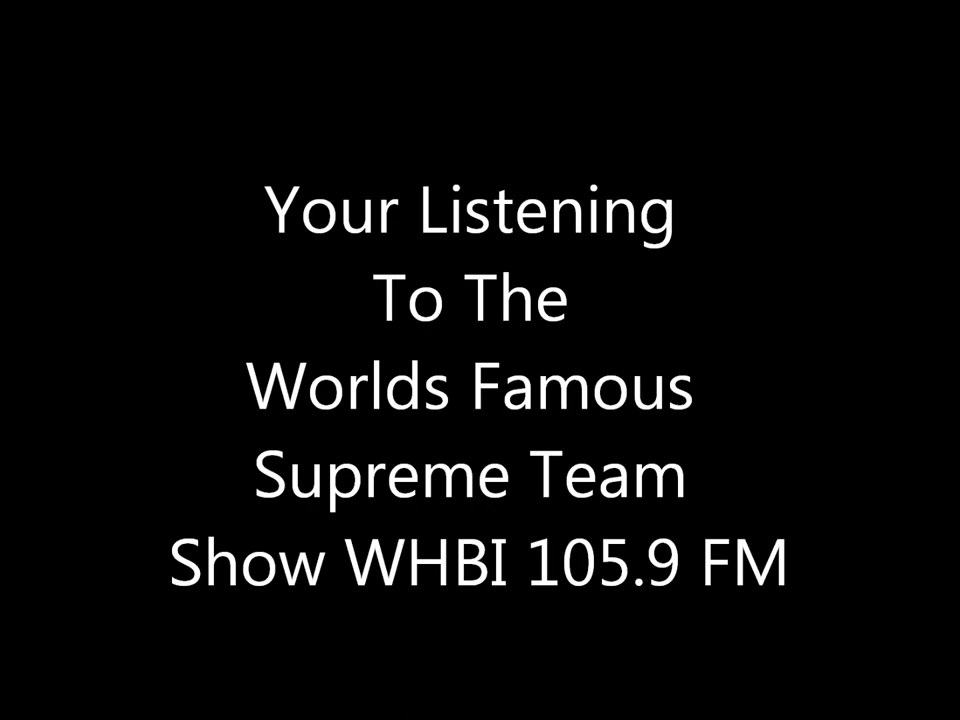 Your Listening
To The
Worlds Famous
Supreme Team
Show WHBI 105.9 FM